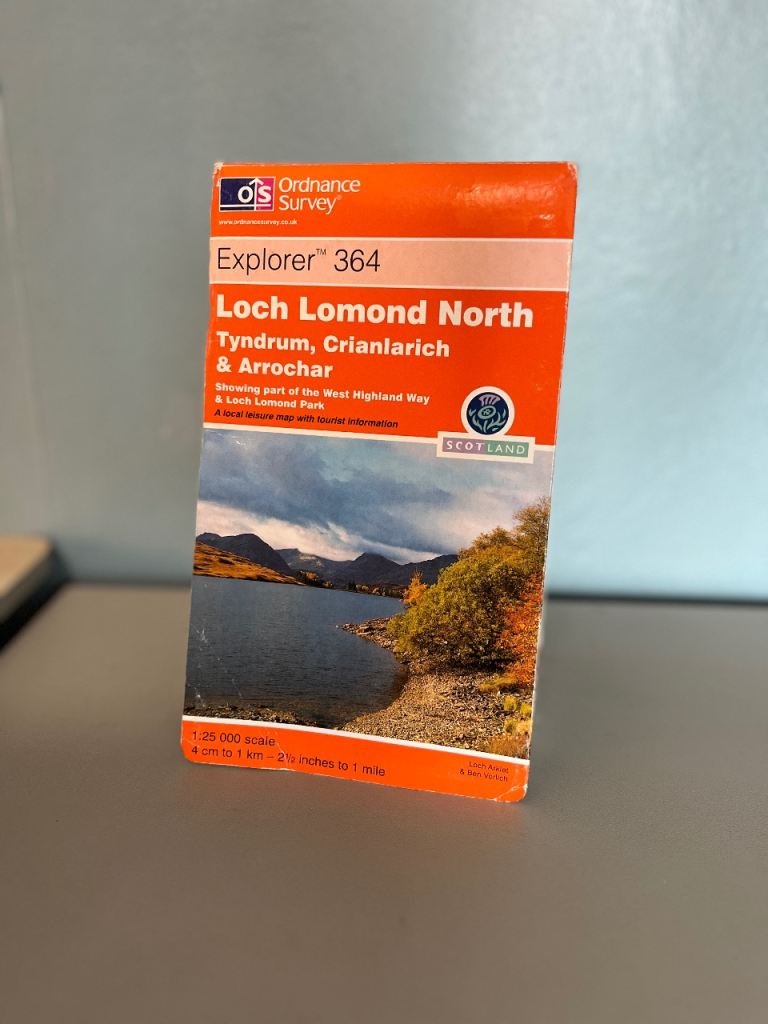 OS Ordnance
Survey®
www.ordnancesurvey.co.uk
Explorer™ 364
Loch Lomond North
Tyndrum, Crianlarich
& Arrochar
Showing part of the West Highland Way
& Loch Lomond Park
A local leisure map with tourist information
SCOTLAND
1:25 000 scale
4 cm to 1 km – 2½ inches to 1 mile
Loch Arklet
& Ben Vorlich